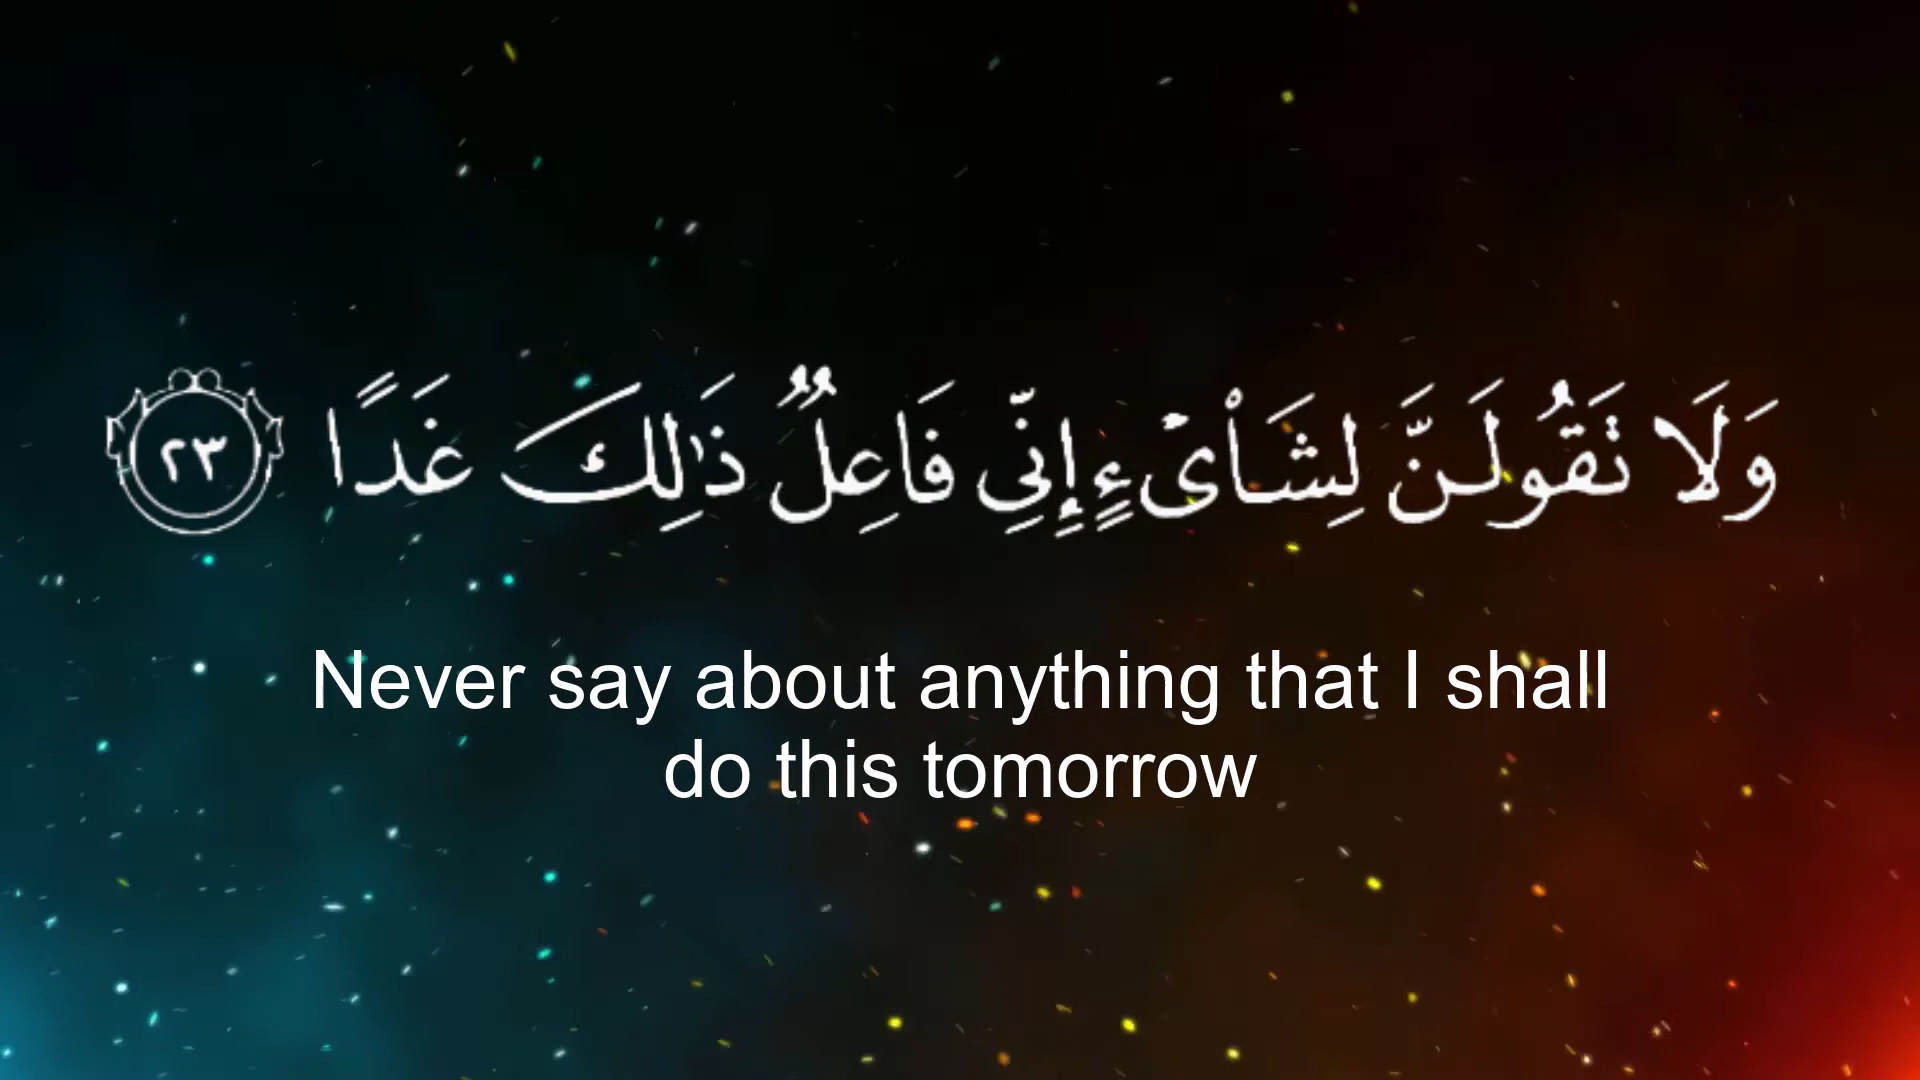 وَلَا تَقُولَنَّ لِشَا۟ىْءٍ إِنِّى فَاعِلٌ ذَٰلِكَ غَدًا ٢٣
Never say about anything that I shall
do this tomorrow